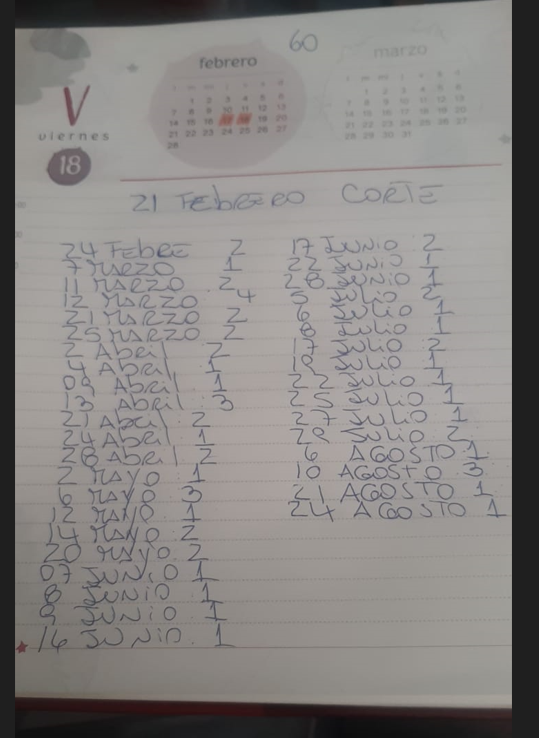 60
febrero
marzo
V
viernes
18
21 FEBRERO CORTE
24 FEBRE 2
7 MARZO 1
11 MARZO 2
12 MARZO 4
21 MARZO 2
25 MARZO 2
2 ABRIL 2
4 ABRIL 1
09 ABRIL 1
13 ABRIL 3
21 ABRIL 2
24 ABRIL 1
28 ABRIL 2
2 MAYO 1
6 MAYO 3
12 MAYO 1
14 MAYO 2
20 MAYO 2
07 JUNIO 1
8 JUNIO 1
9 JUNIO 1
16 JUNIO 1
17 JUNIO 2
22 JUNIO 1
28 JUNIO 1
5 JULIO 2
6 JULIO 1
8 JULIO 1
17 JULIO 2
19 JULIO 1
22 JULIO 1
25 JULIO 1
27 JULIO 1
29 JULIO 2
6 AGOSTO 1
10 AGOSTO 3
21 AGOSTO 1
24 AGOSTO 1